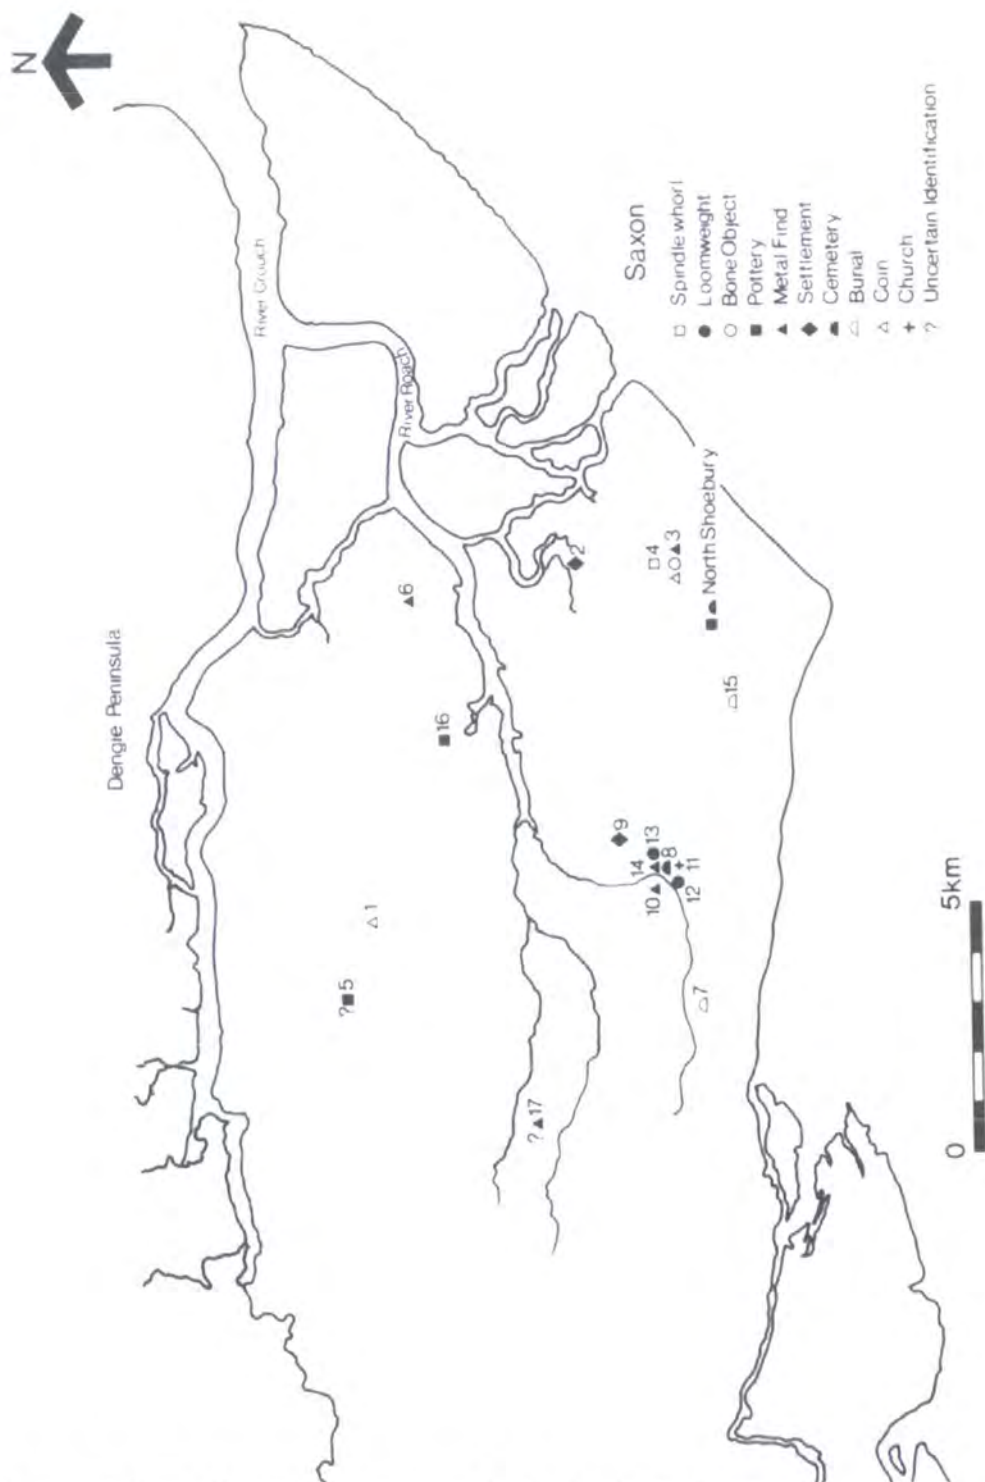 N
River Crouch
Dengie Peninsula
River Roach
6
16
2
4
3
North Shoebury
15
1
?5
9
14 13
10 8
12 11
7
?17
Saxon
Spindle whorl
Loomweight
Bone Object
Pottery
Metal Find
Settlement
Cemetery
Burial
Coin
Church
? Uncertain Identification
0 5km